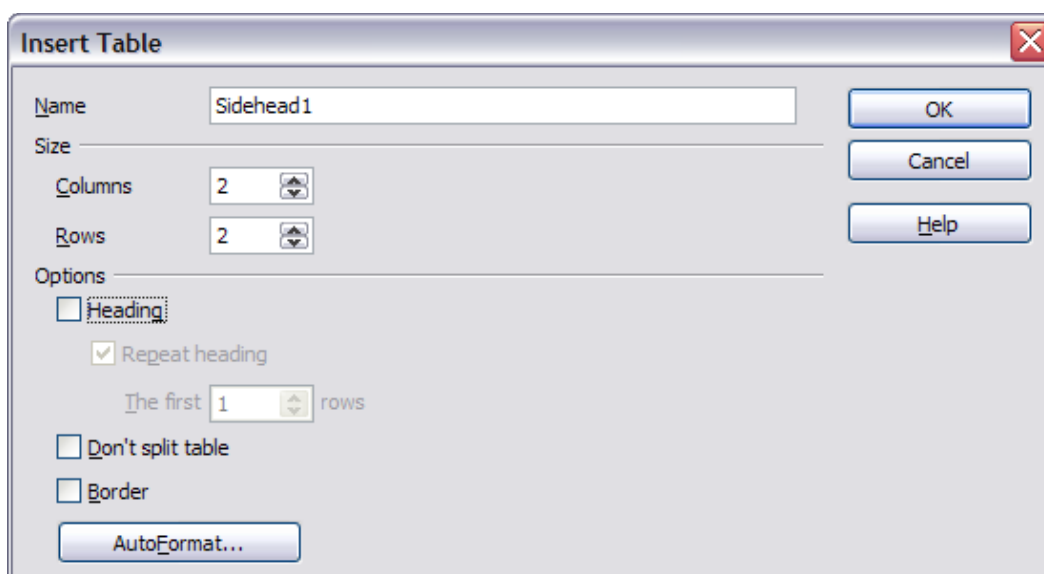 Insert Table
Name Sidehead1 OK
Size Cancel
Columns 2
Rows 2 Help
Options
Heading
Repeat heading
The first 1 rows
Don't split table
Border
AutoFormat...